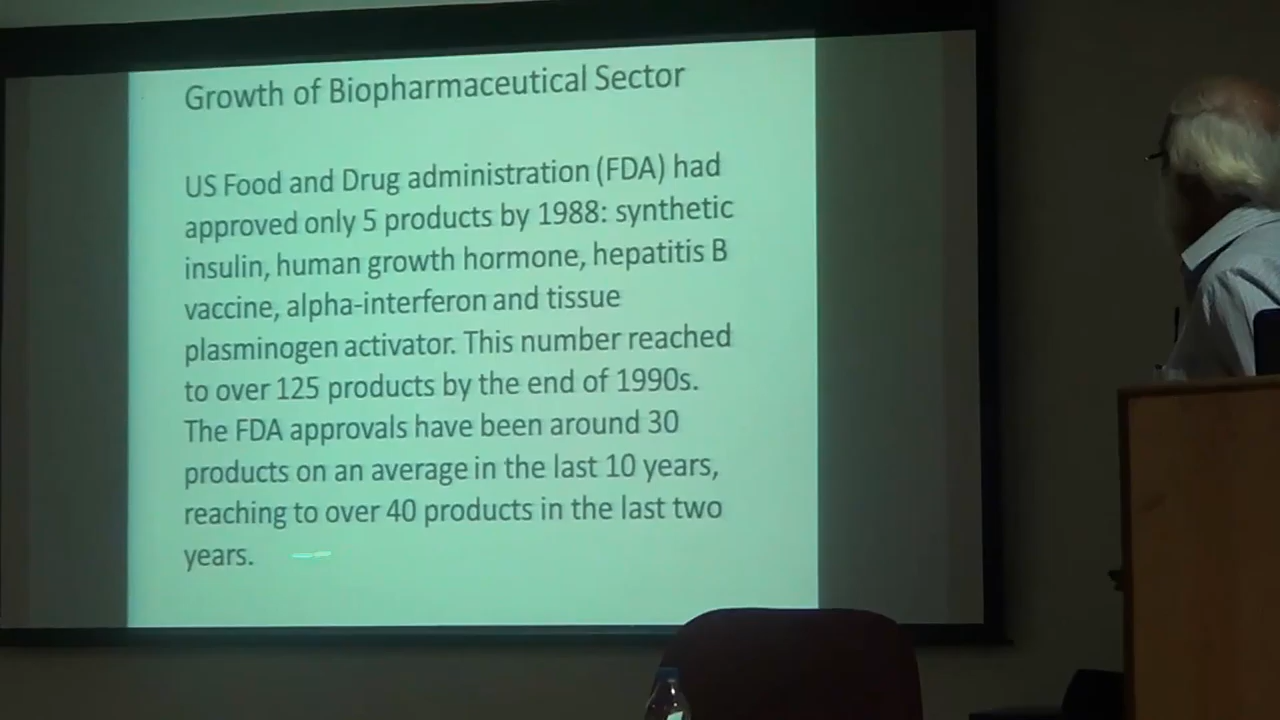 Growth of Biopharmaceutical Sector
US Food and Drug administration (FDA) had
approved only 5 products by 1988: synthetic
insulin, human growth hormone, hepatitis B
vaccine, alpha-interferon and tissue
plasminogen activator. This number reached
to over 125 products by the end of 1990s.
The FDA approvals have been around 30
products on an average in the last 10 years,
reaching to over 40 products in the last two
years.